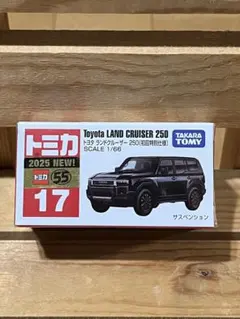 トミカ
2025 NEW!
トミカ 55
17
Toyota LAND CRUISER 250
トヨタ ランドクルーザー 250(初回特別仕様)
SCALE 1/66
TAKARA
TOMY
サスペンション